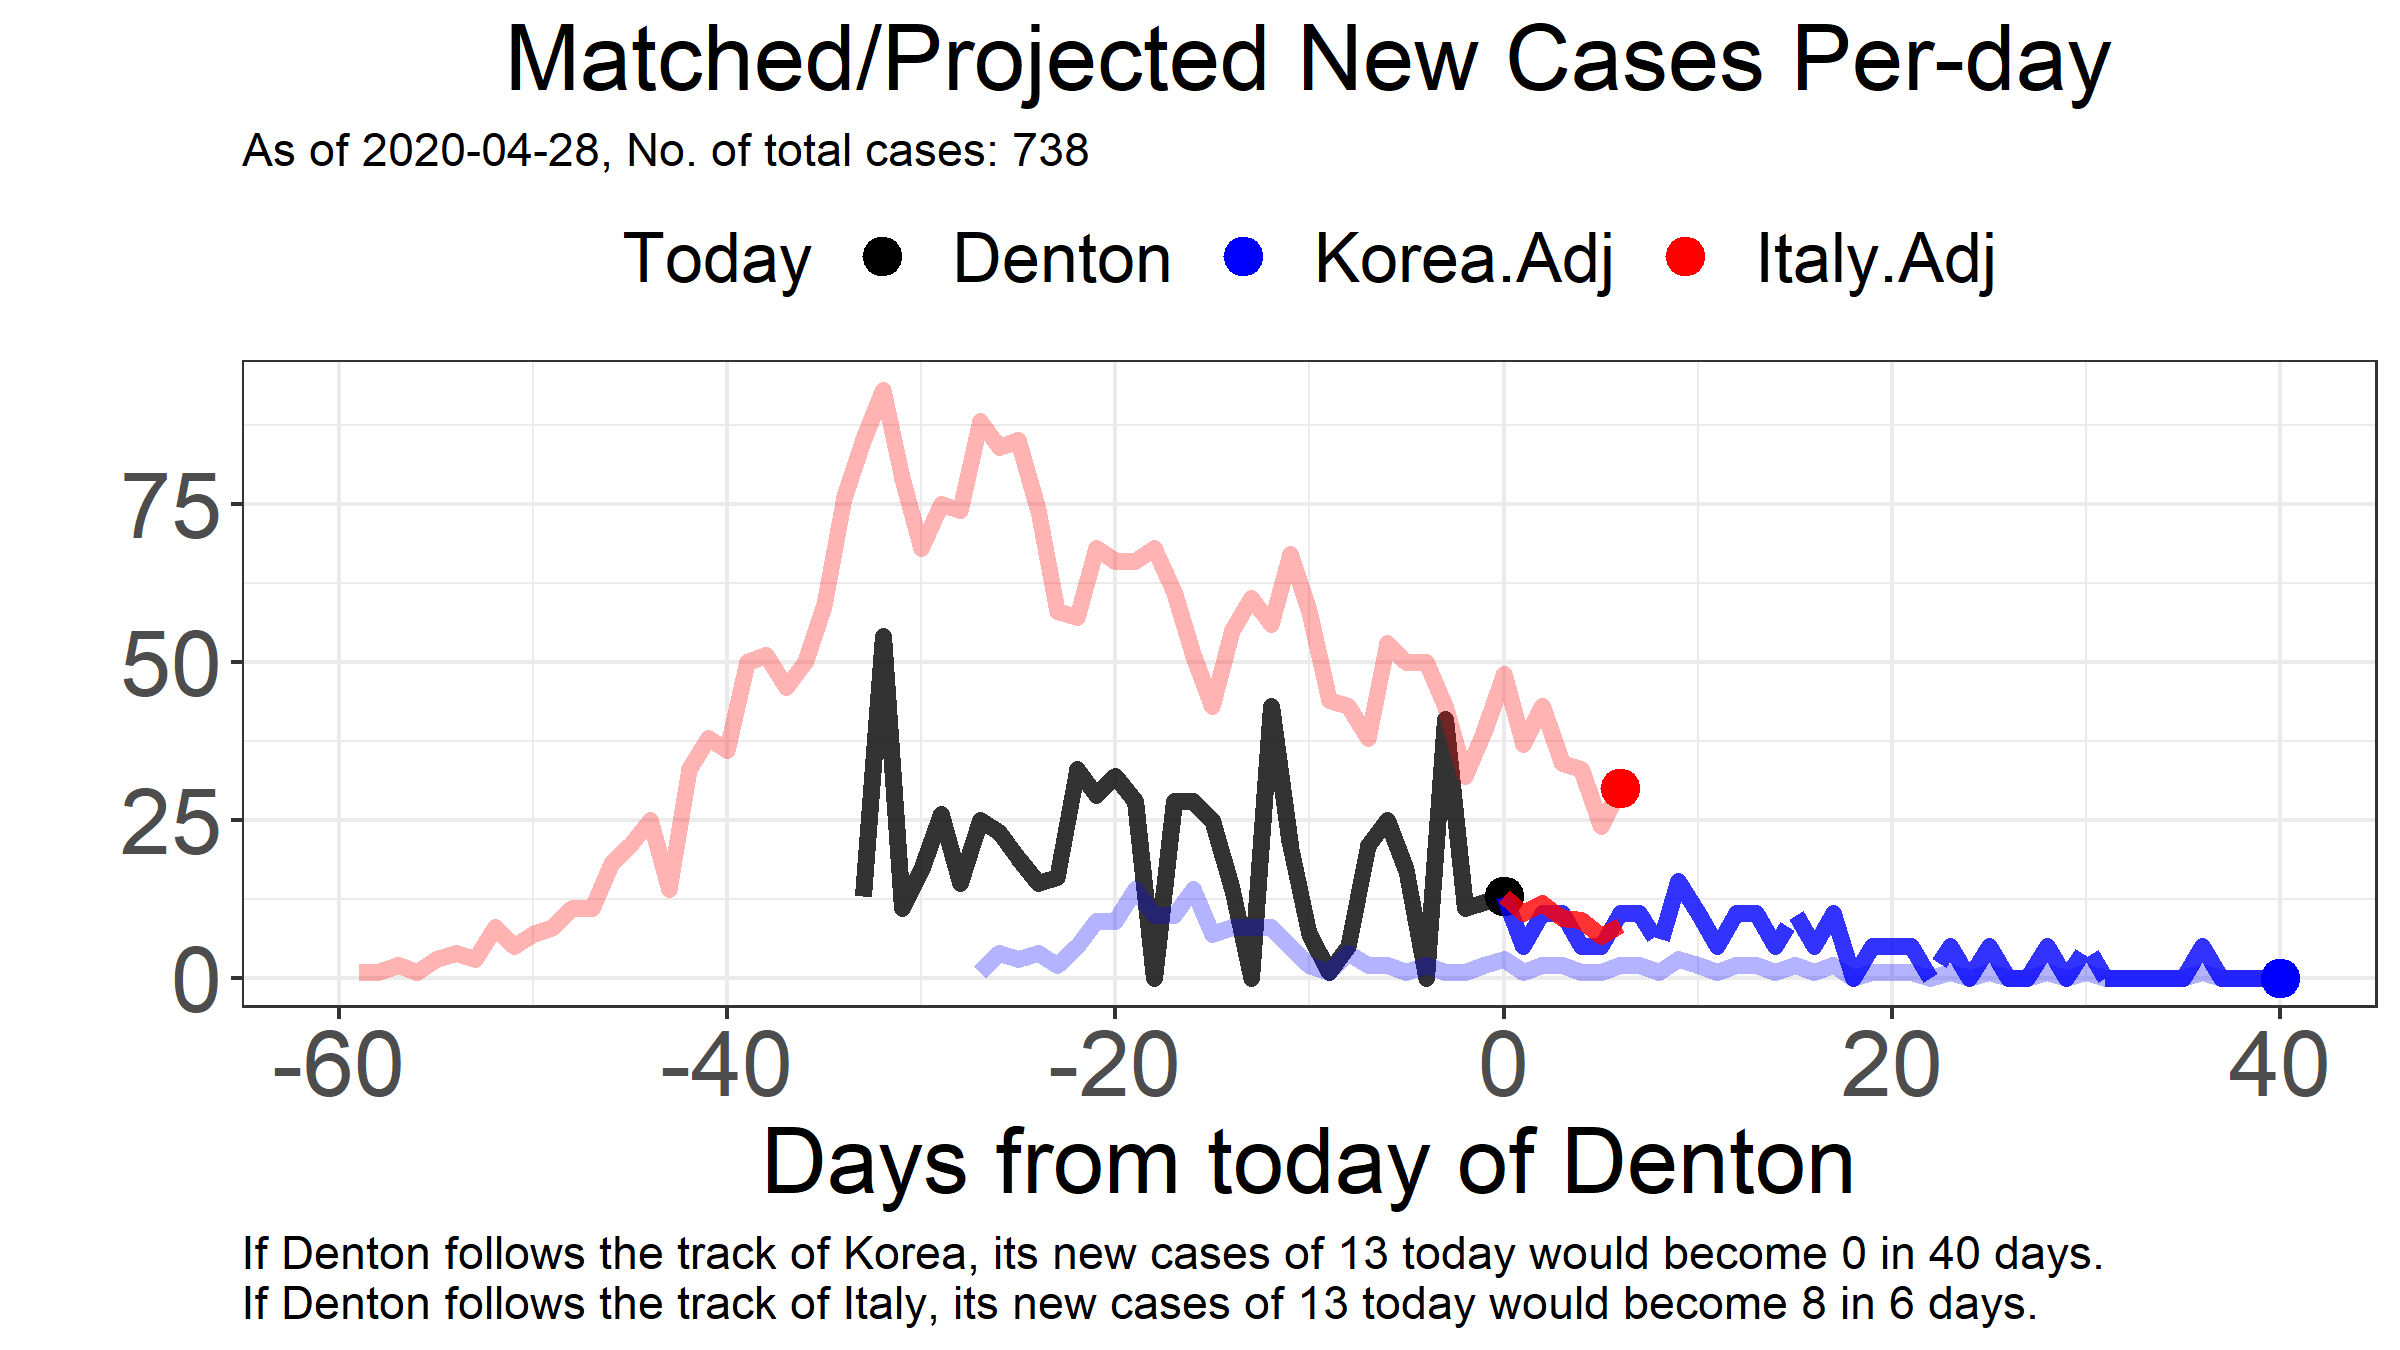 Matched/Projected New Cases Per-day
As of 2020-04-28, No. of total cases: 738
Today Denton Korea.Adj Italy.Adj
75
50
25
0
-60 -40 -20 0 20 40
Days from today of Denton
If Denton follows the track of Korea, its new cases of 13 today would become 0 in 40 days.
If Denton follows the track of Italy, its new cases of 13 today would become 8 in 6 days.